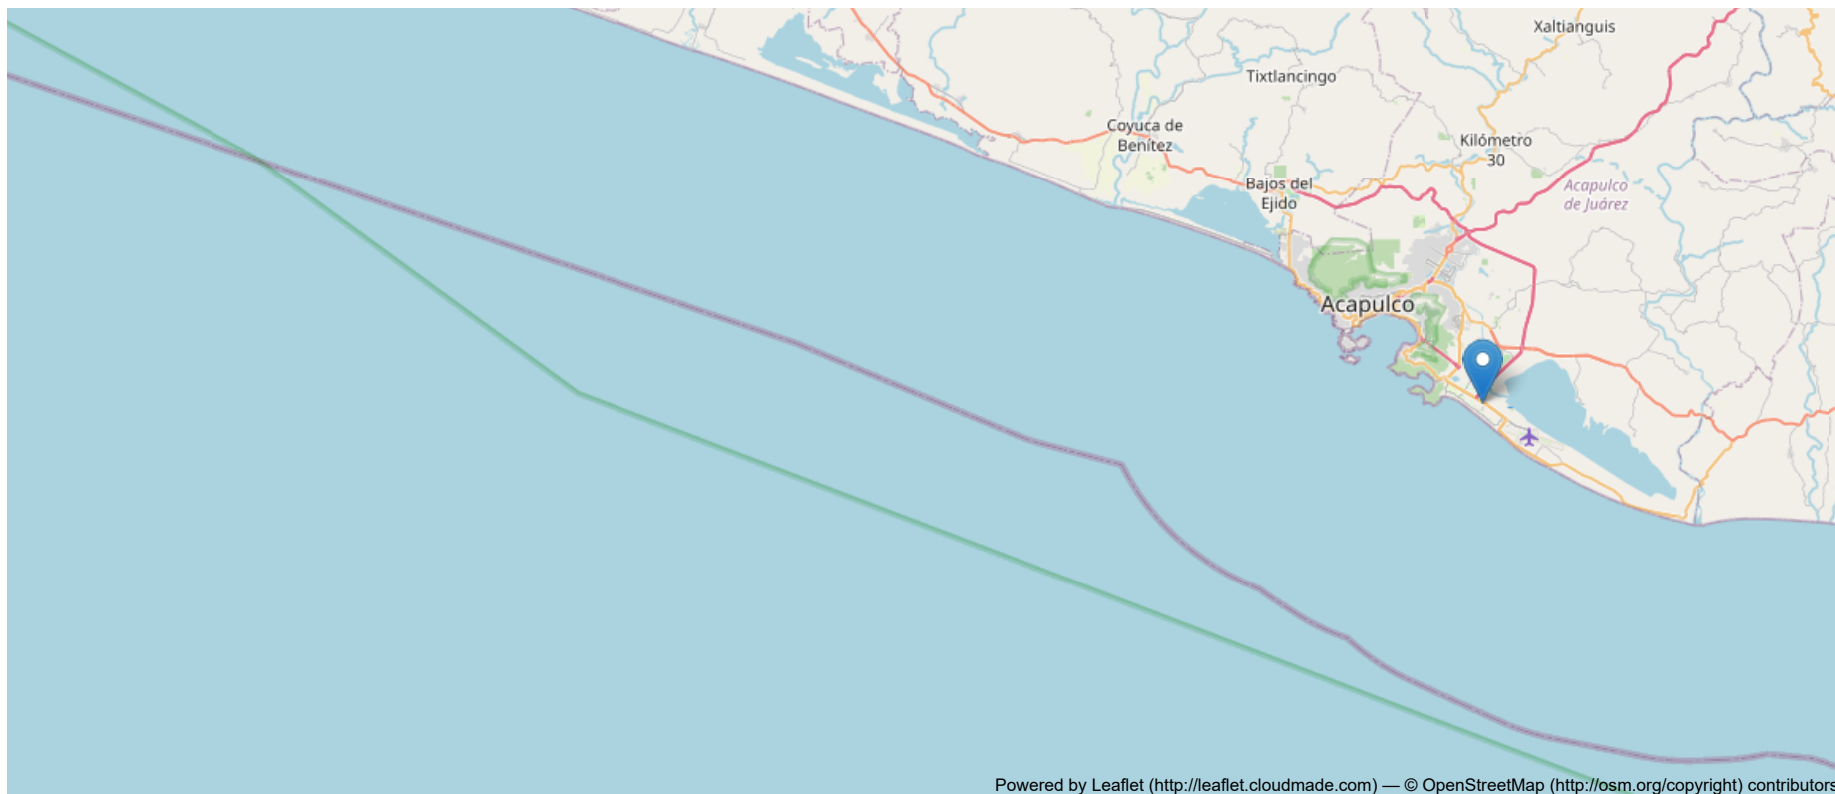 Xaltianguis
Tixtlancingo
Coyuca de
Benítez
Kilómetro
30
Bajos del
Ejido
Acapulco
de Juárez
Acapulco
Powered by Leaflet (http://leaflet.cloudmade.com) — © OpenStreetMap (http://osm.org/copyright) contributors